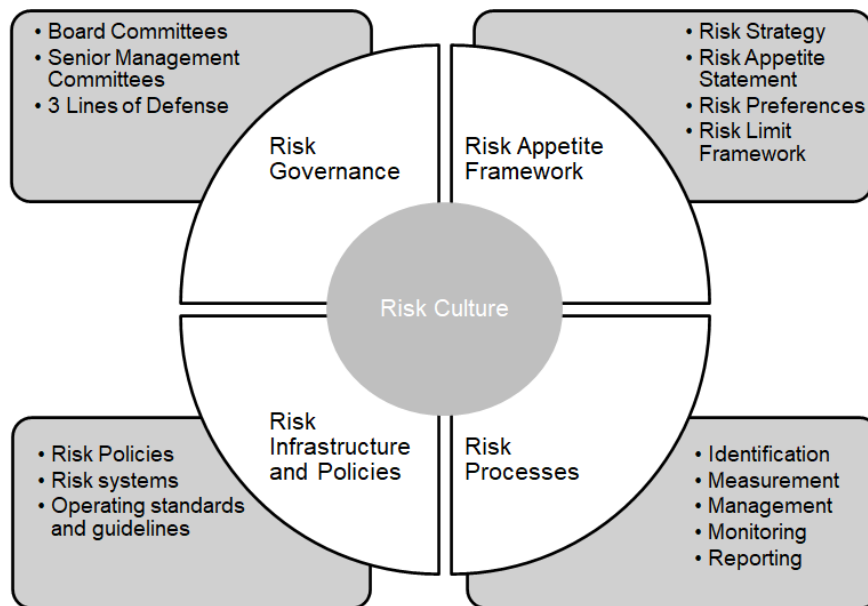 • Board Committees
• Senior Management
Committees
• 3 Lines of Defense
• Risk Strategy
• Risk Appetite
Statement
• Risk Preferences
• Risk Limit
Framework
Risk
Governance
Risk Appetite
Framework
Risk Culture
Risk
Infrastructure
and Policies
Risk
Processes
• Risk Policies
• Risk systems
• Operating standards
and guidelines
• Identification
• Measurement
• Management
• Monitoring
• Reporting